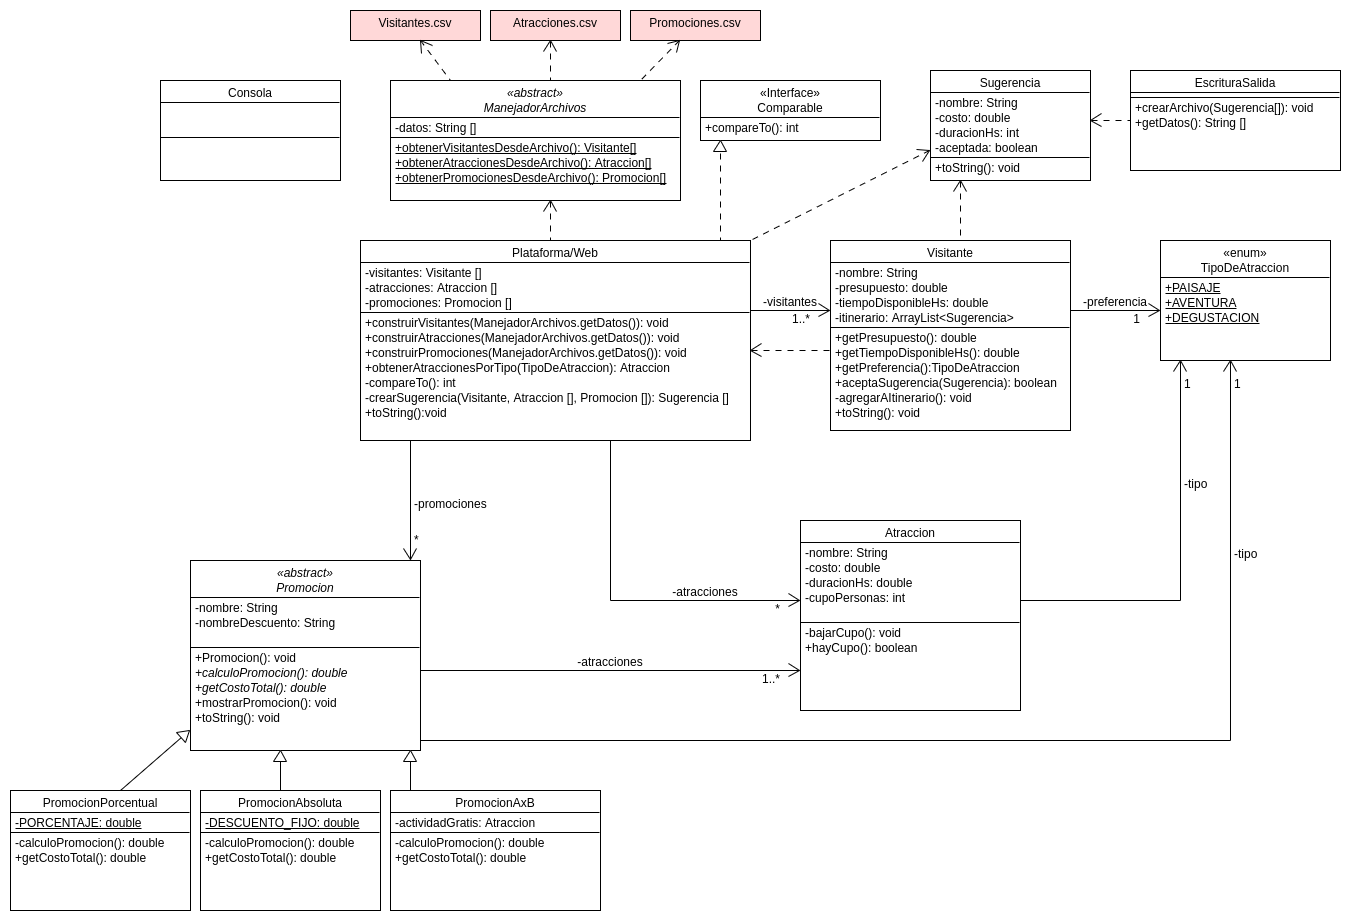 Visitantes.csv
Atracciones.csv
Promociones.csv
Consola
«abstract»
ManejadorArchivos
-datos: String []
+obtenerVisitantesDesdeArchivo(): Visitante[]
+obtenerAtraccionesDesdeArchivo(): Atraccion[]
+obtenerPromocionesDesdeArchivo(): Promocion[]
«Interface»
Comparable
+compareTo(): int
Sugerencia
-nombre: String
-costo: double
-duracionHs: int
-aceptada: boolean
+toString(): void
EscrituraSalida
+crearArchivo(Sugerencia[]): void
+getDatos(): String []
Plataforma/Web
-visitantes: Visitante []
-atracciones: Atraccion []
-promociones: Promocion []
+construirVisitantes(ManejadorArchivos.getDatos()): void
+construirAtracciones(ManejadorArchivos.getDatos()): void
+construirPromociones(ManejadorArchivos.getDatos()): void
+obtenerAtraccionesPorTipo(TipoDeAtraccion): Atraccion
-compareTo(): int
-crearSugerencia(Visitante, Atraccion [], Promocion []): Sugerencia []
+toString():void
-visitantes
1..*
Visitante
-nombre: String
-presupuesto: double
-tiempoDisponibleHs: double
-itinerario: ArrayList<Sugerencia>
+getPresupuesto(): double
+getTiempoDisponibleHs(): double
+getPreferencia():TipoDeAtraccion
+aceptaSugerencia(Sugerencia): boolean
-agregarAItinerario(): void
+toString(): void
-preferencia
1
«enum»
TipoDeAtraccion
+PAISAJE
+AVENTURA
+DEGUSTACION
1
1
-tipo
-tipo
-promociones
*
-atracciones
*
Atraccion
-nombre: String
-costo: double
-duracionHs: double
-cupoPersonas: int
-bajarCupo(): void
+hayCupo(): boolean
«abstract»
Promocion
-nombre: String
-nombreDescuento: String
+Promocion(): void
+calculoPromocion(): double
+getCostoTotal(): double
+mostrarPromocion(): void
+toString(): void
-atracciones
1..*
PromocionPorcentual
-PORCENTAJE: double
-calculoPromocion(): double
+getCostoTotal(): double
PromocionAbsoluta
-DESCUENTO_FIJO: double
-calculoPromocion(): double
+getCostoTotal(): double
PromocionAxB
-actividadGratis: Atraccion
-calculoPromocion(): double
+getCostoTotal(): double